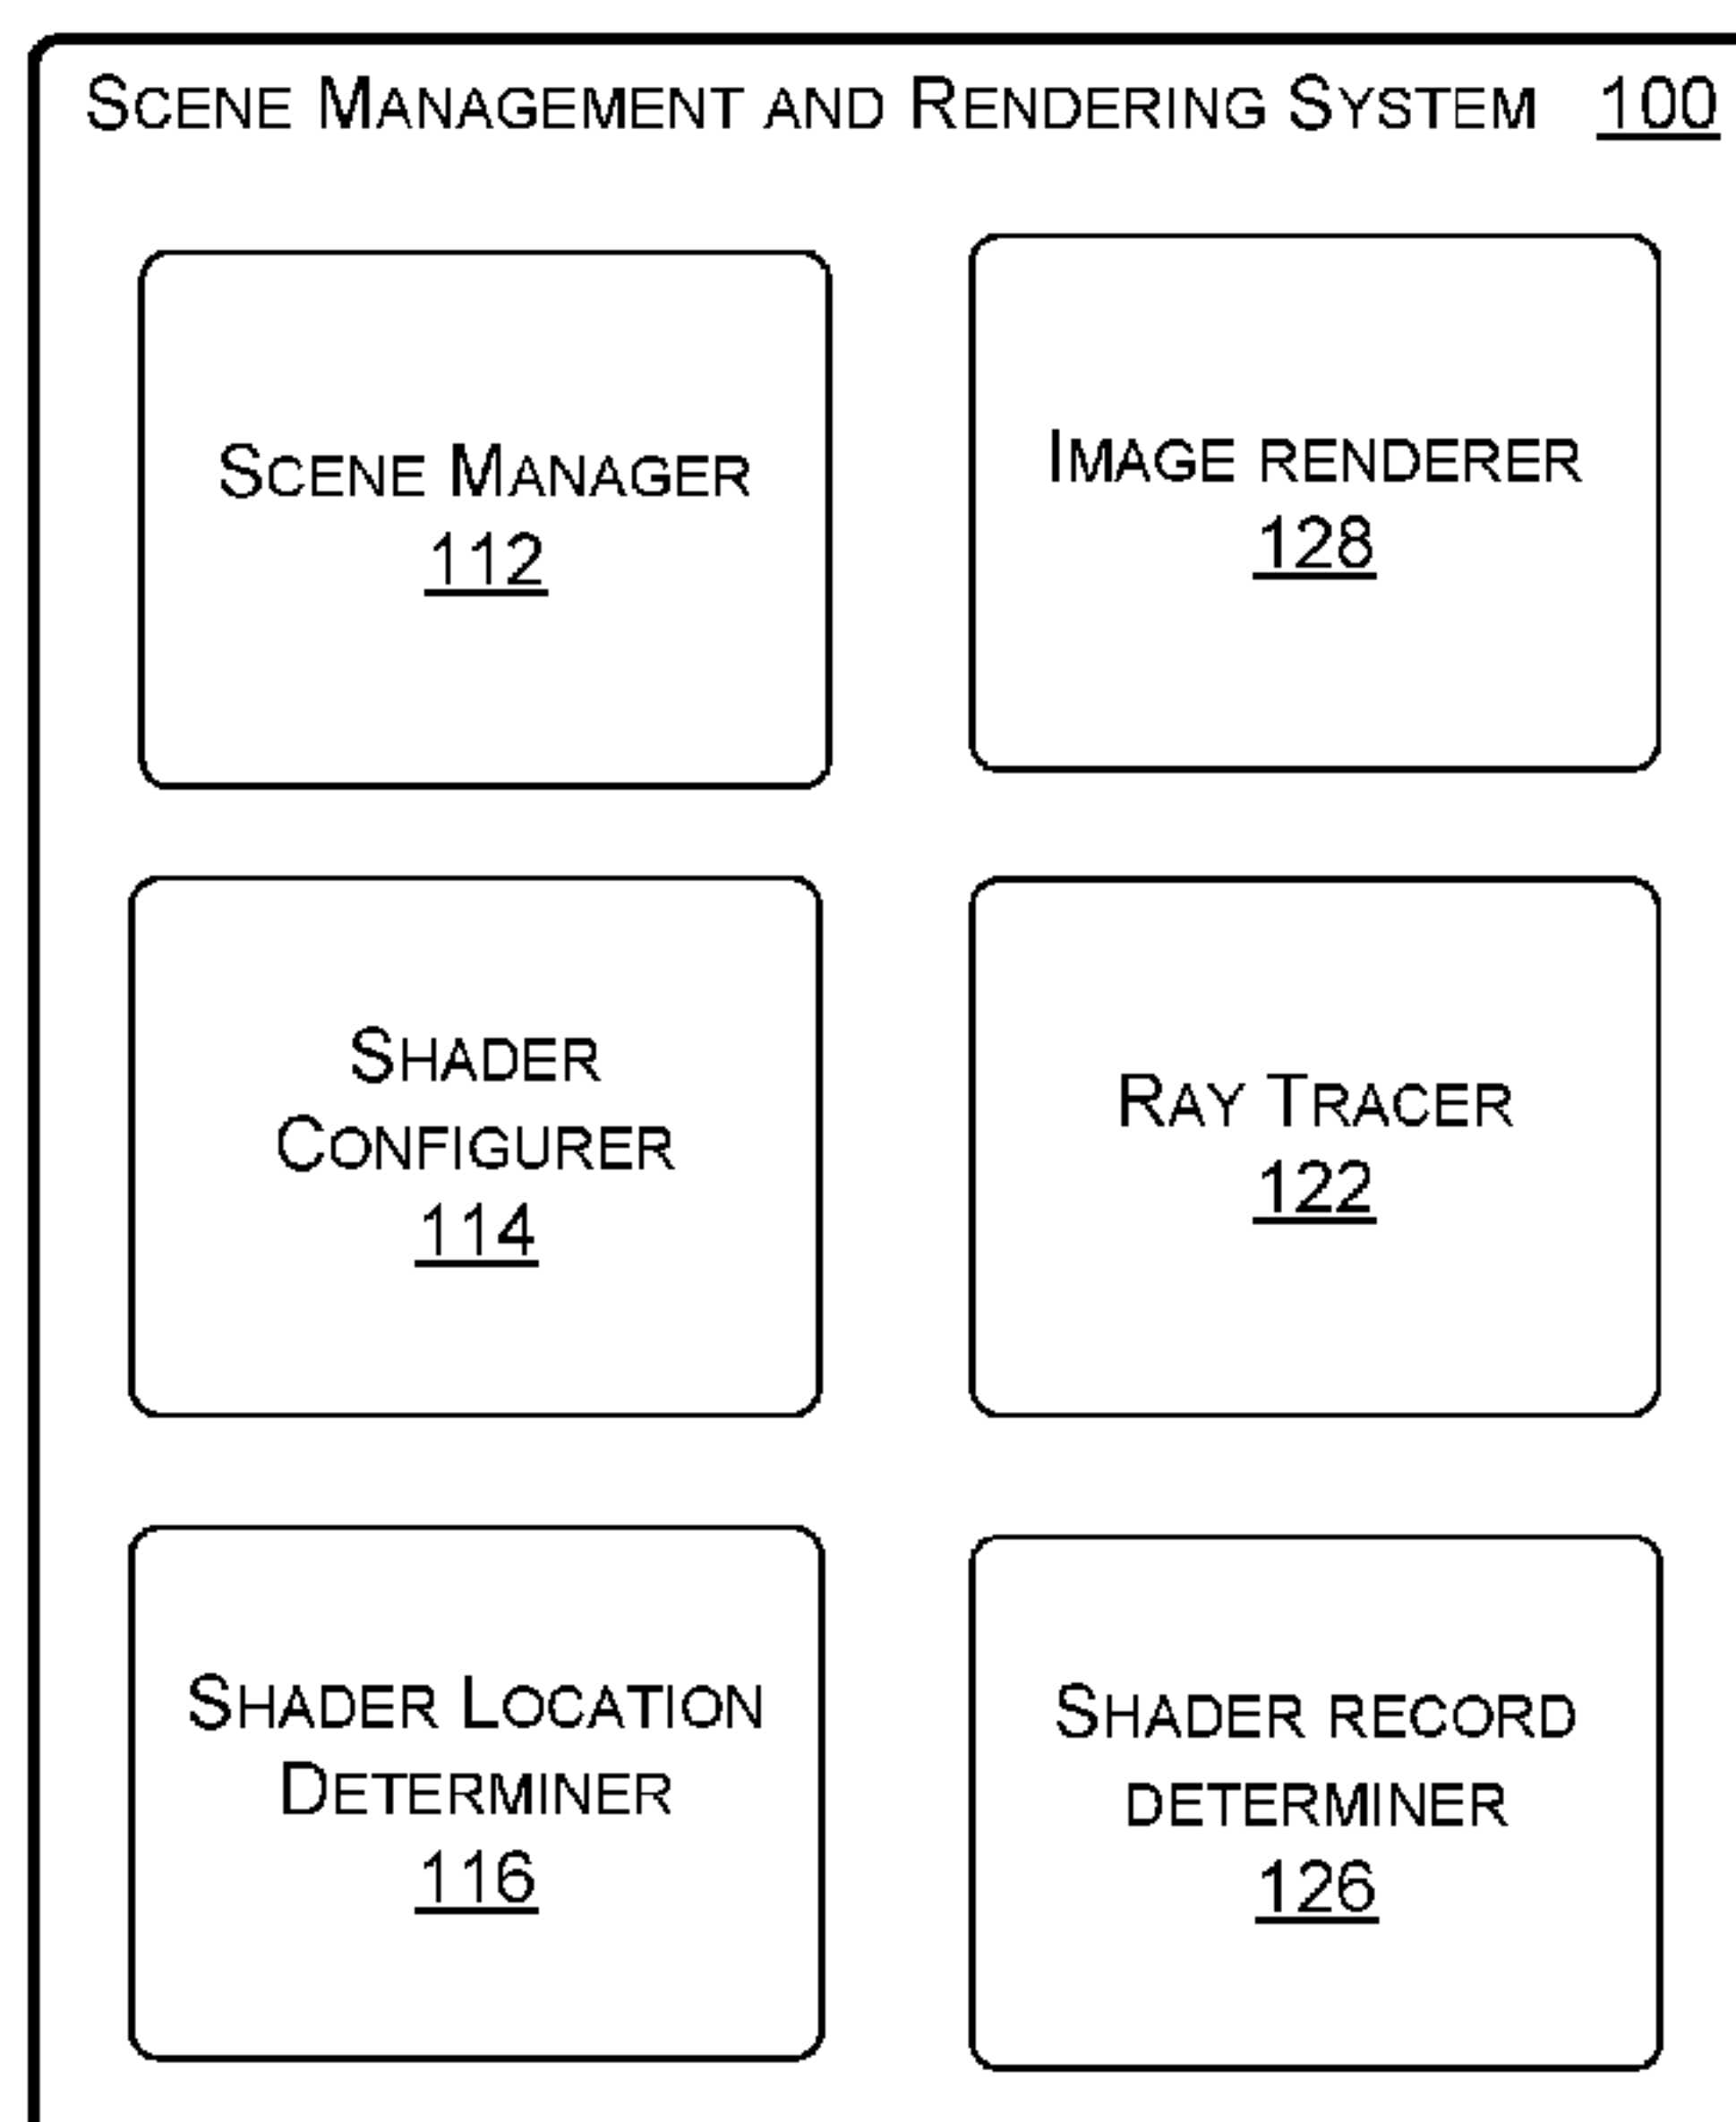 Scene Management and Rendering System 100
Scene Manager
112
Image renderer
128
Shader
Configurer
114
Ray Tracer
122
Shader Location
Determiner
116
Shader record
determiner
126